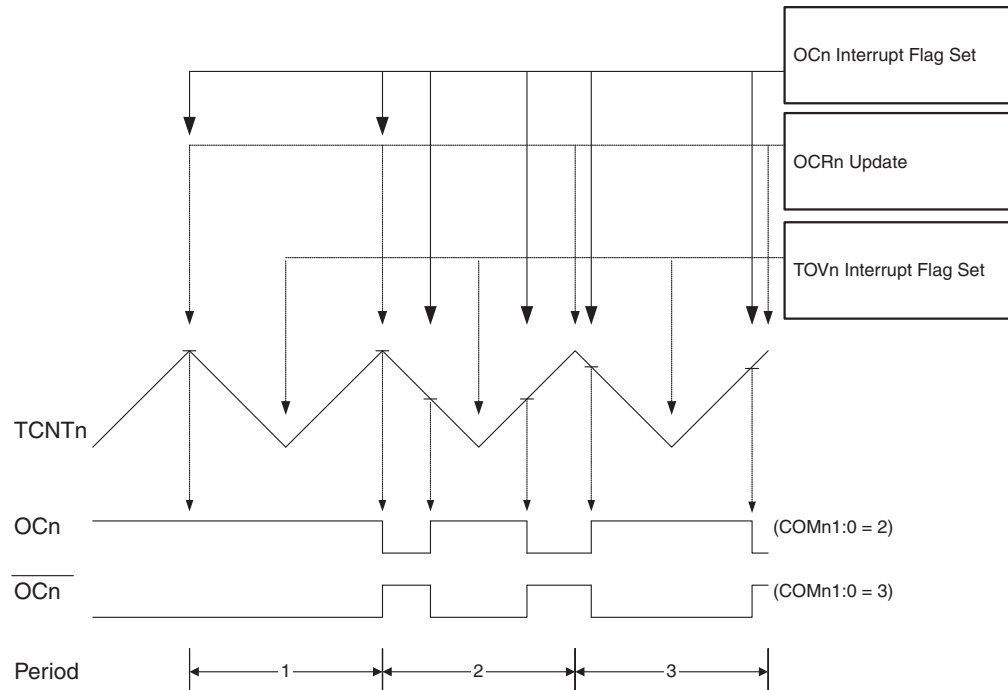 OCn Interrupt Flag Set
OCRn Update
TOVn Interrupt Flag Set
TCNTn
OCn
(COMn1:0 = 2)
OCn
(COMn1:0 = 3)
Period
1
2
3